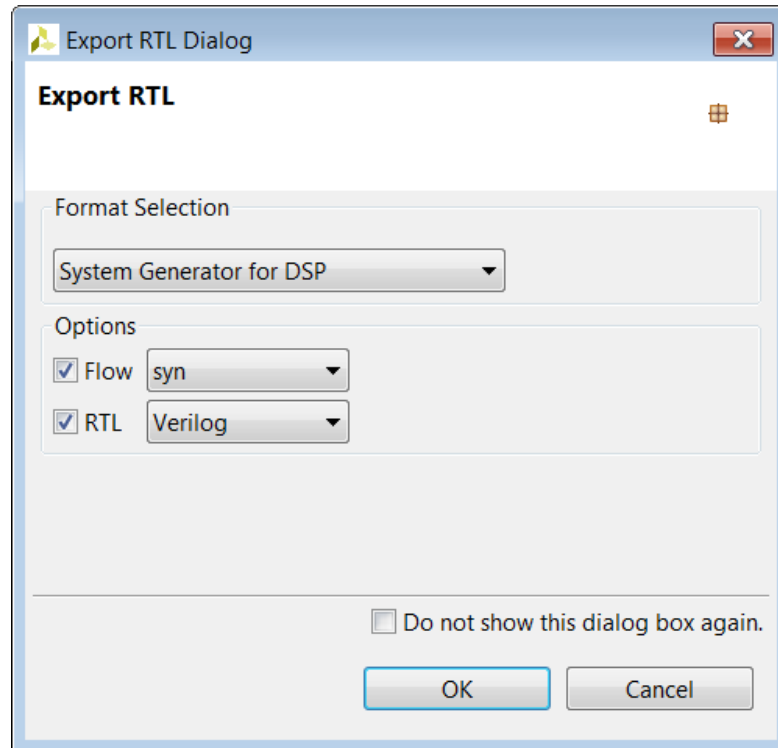 Export RTL Dialog
Export RTL
Format Selection
System Generator for DSP
Options
Flow syn
RTL Verilog
Do not show this dialog box again.
OK Cancel